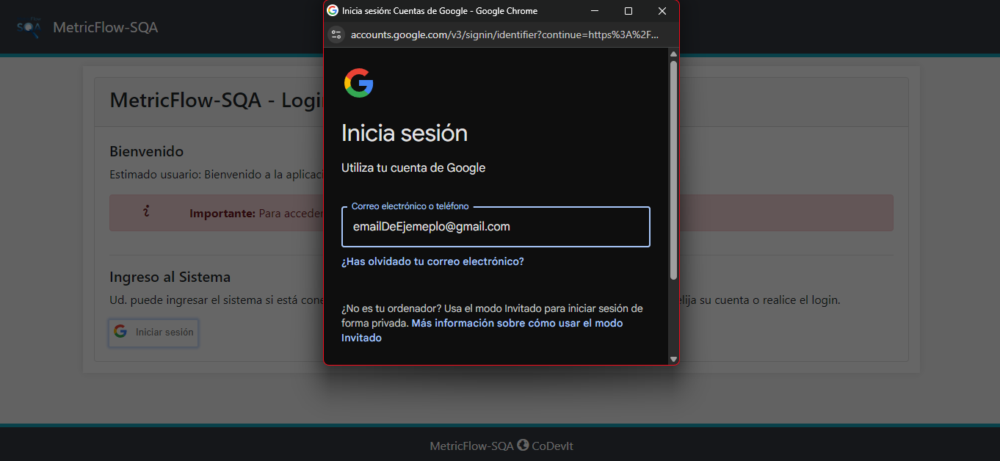 Inicia sesión: Cuentas de Google - Google Chrome
accounts.google.com/v3/signin/identifier?continue=https%3A%2F...
SQA
MetricFlow-SQA
Inicia sesión
Utiliza tu cuenta de Google
Correo electrónico o teléfono
emailDeEjemeplo@gmail.com
¿Has olvidado tu correo electrónico?
¿No es tu ordenador? Usa el modo Invitado para iniciar sesión de
forma privada. Más información sobre cómo usar el modo
Invitado
MetricFlow-SQA - Login
Bienvenido
Estimado usuario: Bienvenido a la aplicaci
Importante: Para acceder
Ingreso al Sistema
Ud. puede ingresar el sistema si está cone
elija su cuenta o realice el login.
Iniciar sesión
MetricFlow-SQA CoDevIt